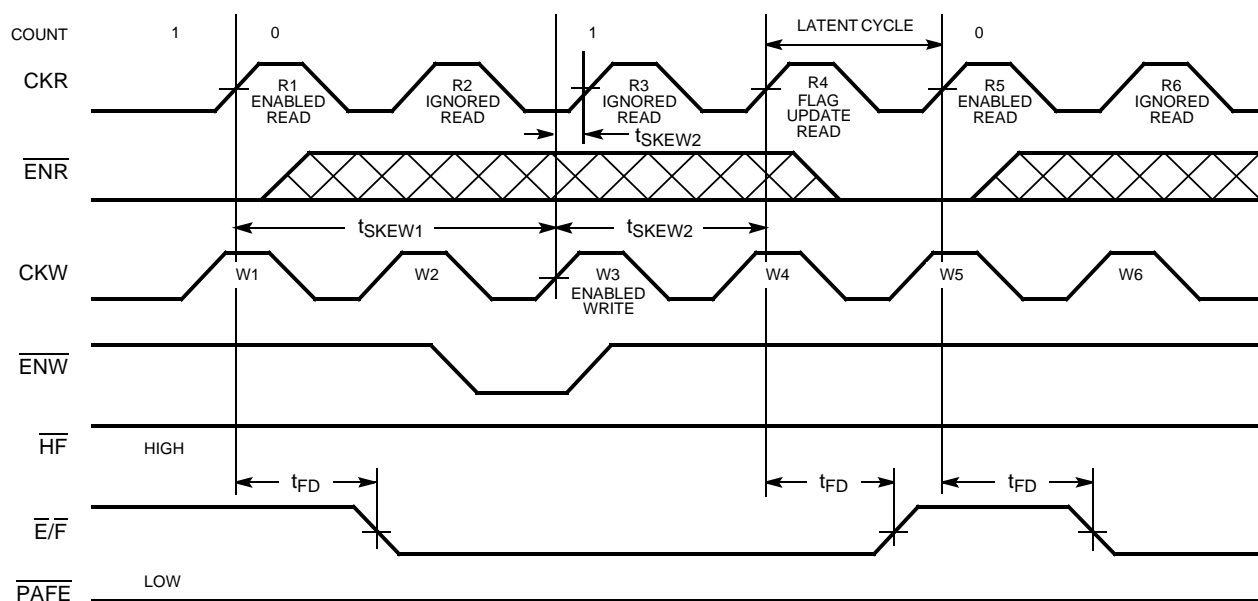 COUNT 1 0 1 LATENT CYCLE 0
CKR
R1 ENABLED READ
R2 IGNORED READ
R3 IGNORED READ
R4 FLAG UPDATE READ
R5 ENABLED READ
R6 IGNORED READ
tSKEW2
ENR
tSKEW1 tSKEW2
CKW
W1
W2
W3 ENABLED WRITE
W4
W5
W6
ENW
HF HIGH
tFD tFD tFD
E/F
PAFE LOW